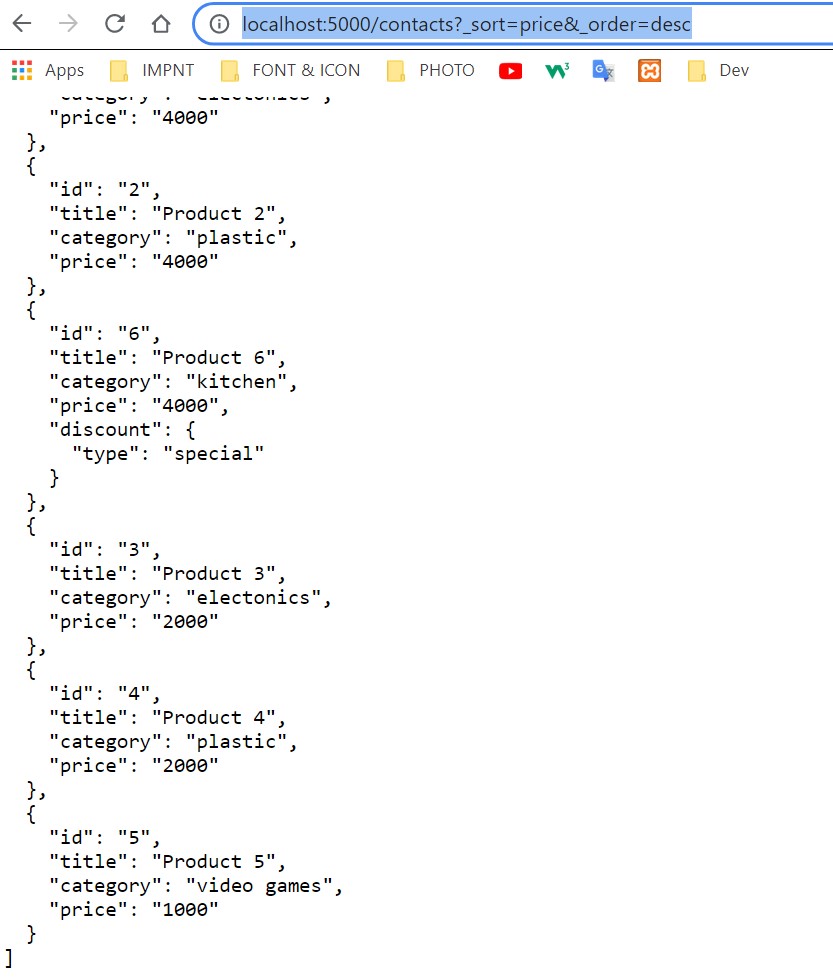 localhost:5000/contacts?_sort=price&_order=desc
Apps IMPNT FONT & ICON PHOTO Dev
"category": "electonics",
"price": "4000"
},
{
"id": "2",
"title": "Product 2",
"category": "plastic",
"price": "4000"
},
{
"id": "6",
"title": "Product 6",
"category": "kitchen",
"price": "4000",
"discount": {
"type": "special"
}
},
{
"id": "3",
"title": "Product 3",
"category": "electonics",
"price": "2000"
},
{
"id": "4",
"title": "Product 4",
"category": "plastic",
"price": "2000"
},
{
"id": "5",
"title": "Product 5",
"category": "video games",
"price": "1000"
}
]